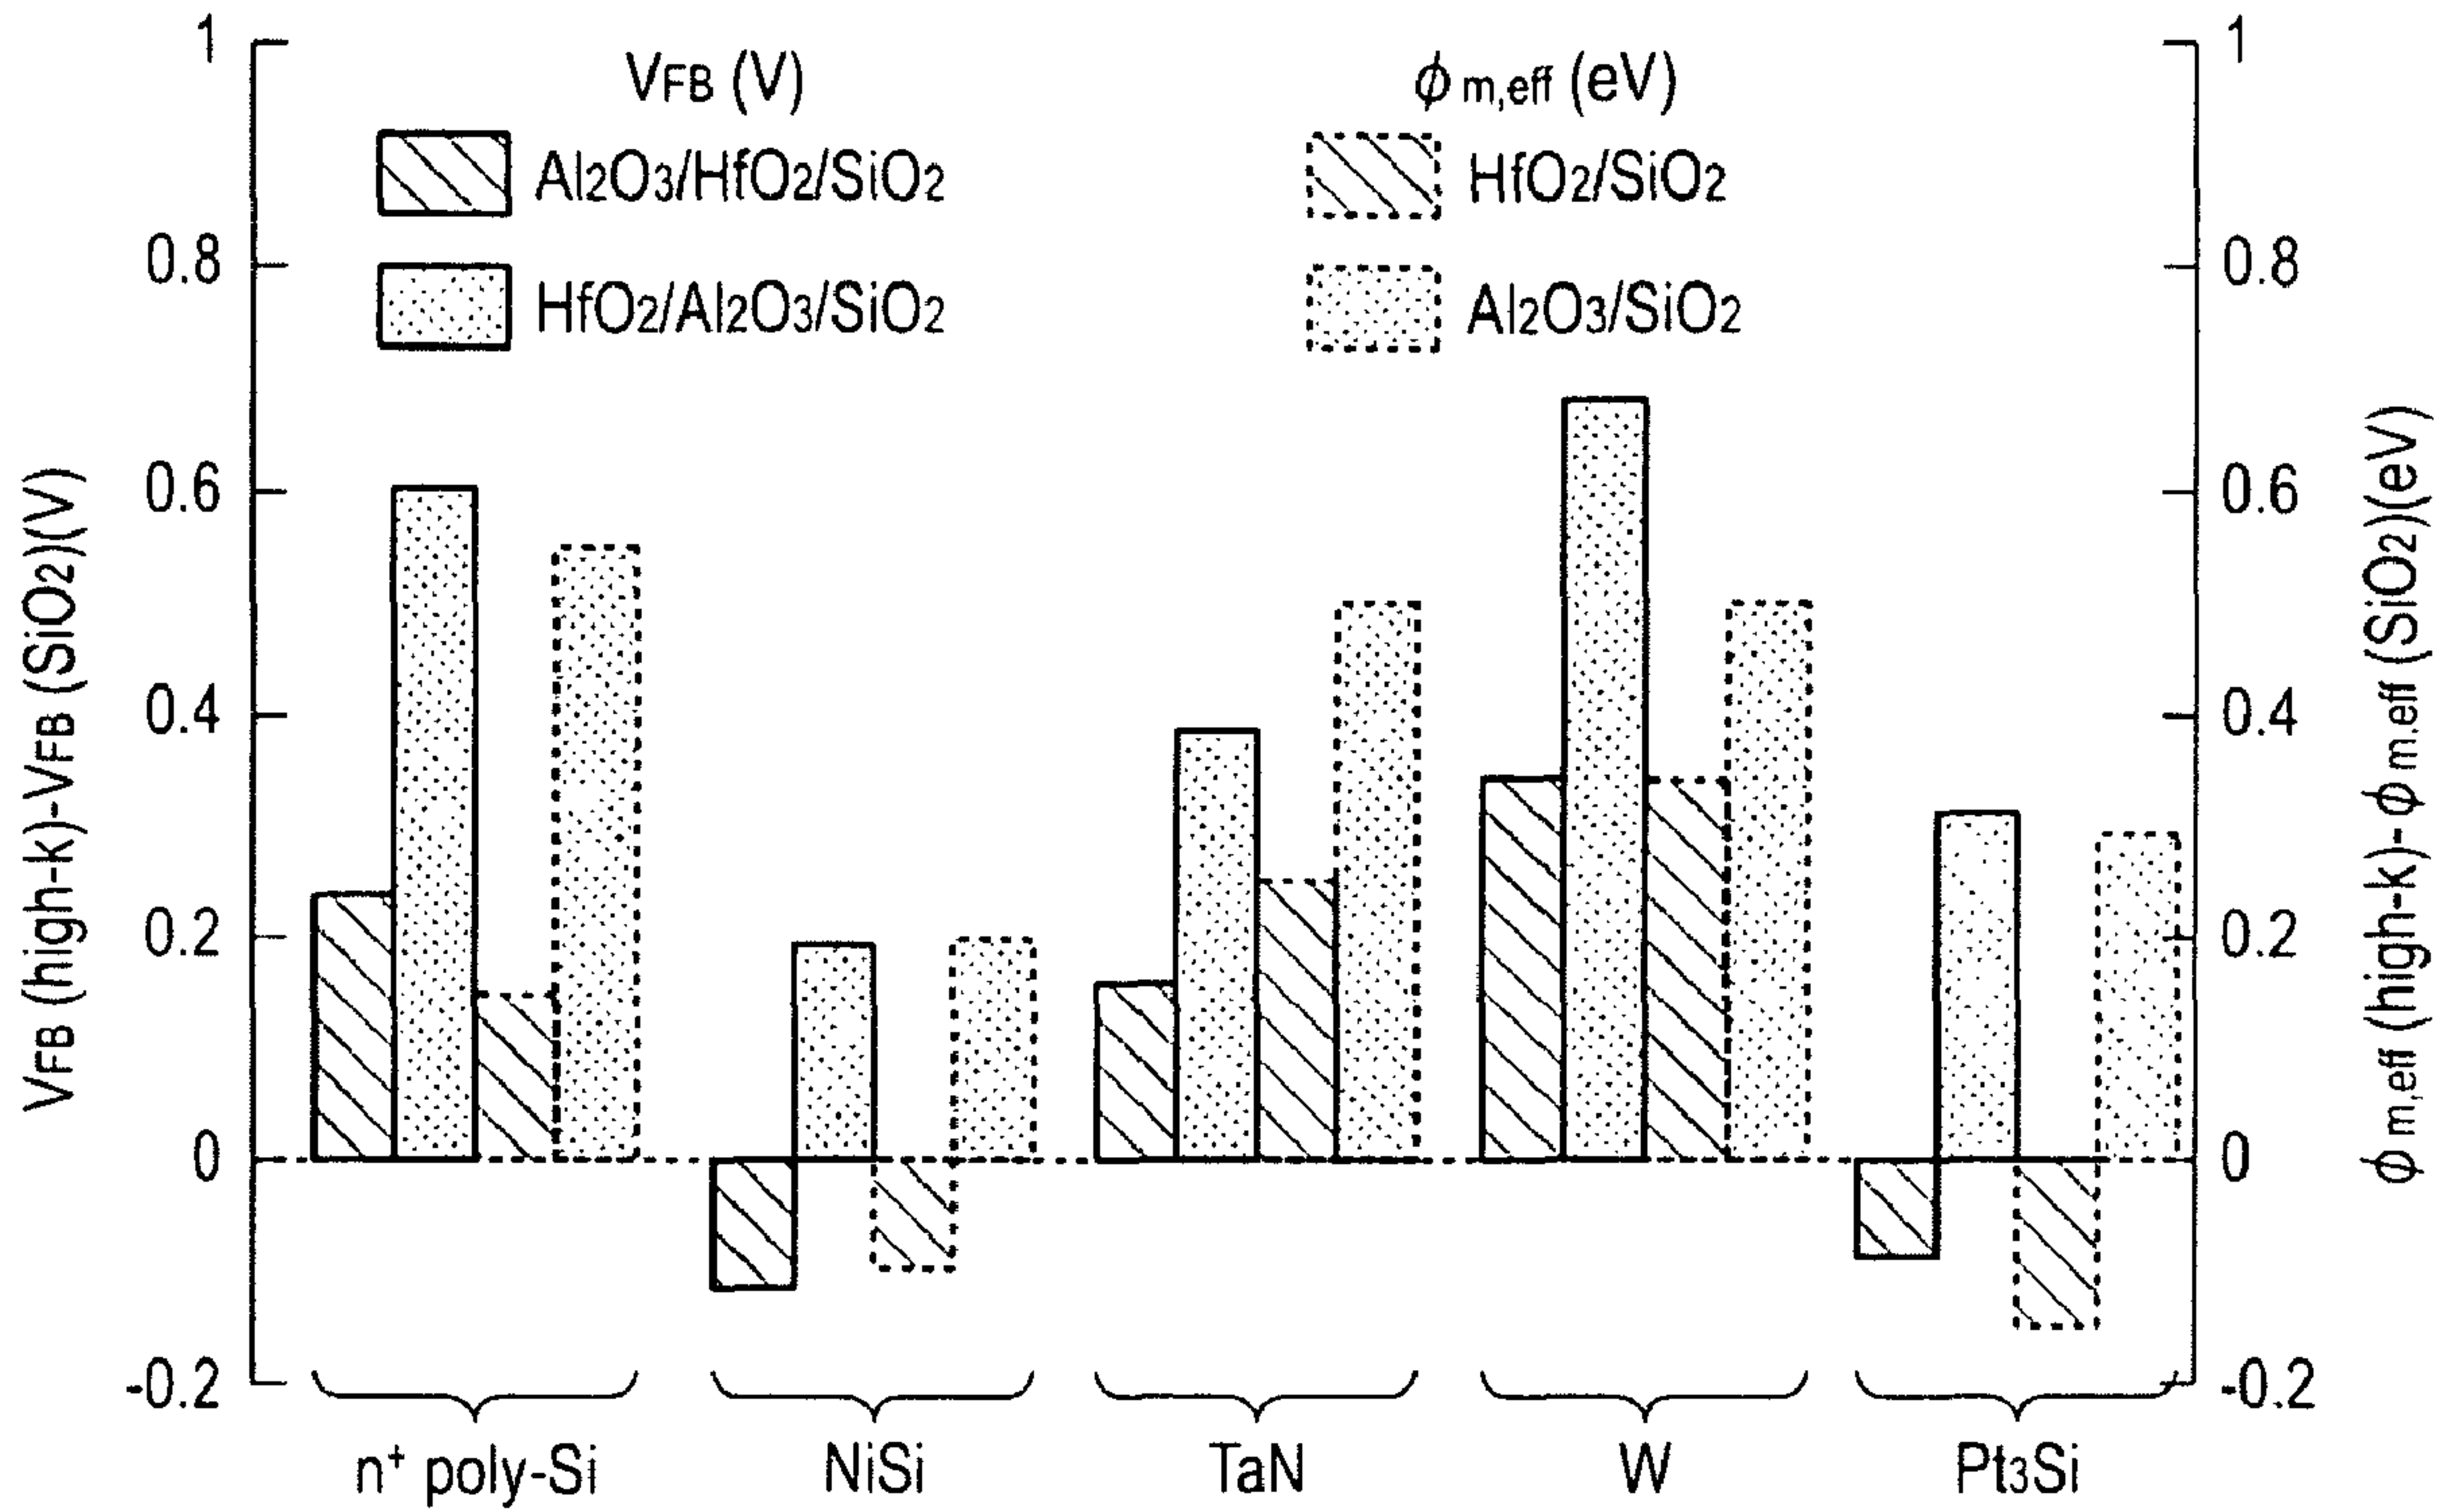 VFB (high-k)-VFB (SiO2)(V)
1
0.8
0.6
0.4
0.2
0
-0.2
VFB (V)
Al2O3/HfO2/SiO2
HfO2/Al2O3/SiO2
ϕ m,eff (eV)
HfO2/SiO2
Al2O3/SiO2
1
0.8
0.6
0.4
0.2
0
-0.2
ϕ m,eff (high-k)-ϕ m,eff (SiO2)(eV)
n+ poly-Si
NiSi
TaN
W
Pt3Si